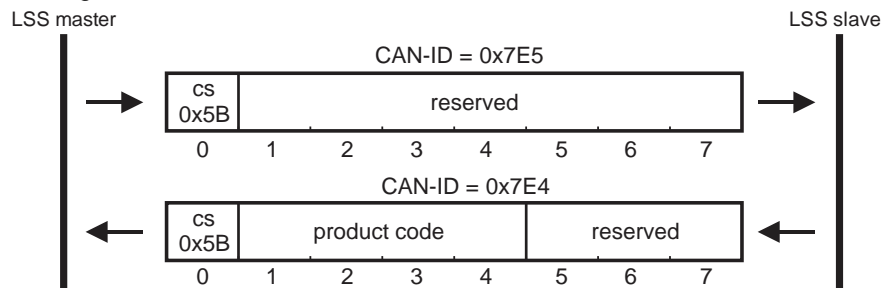 LSS master LSS slave
CAN-ID = 0x7E5
cs
0x5B
reserved
0 1 2 3 4 5 6 7
CAN-ID = 0x7E4
cs
0x5B
product code
reserved
0 1 2 3 4 5 6 7